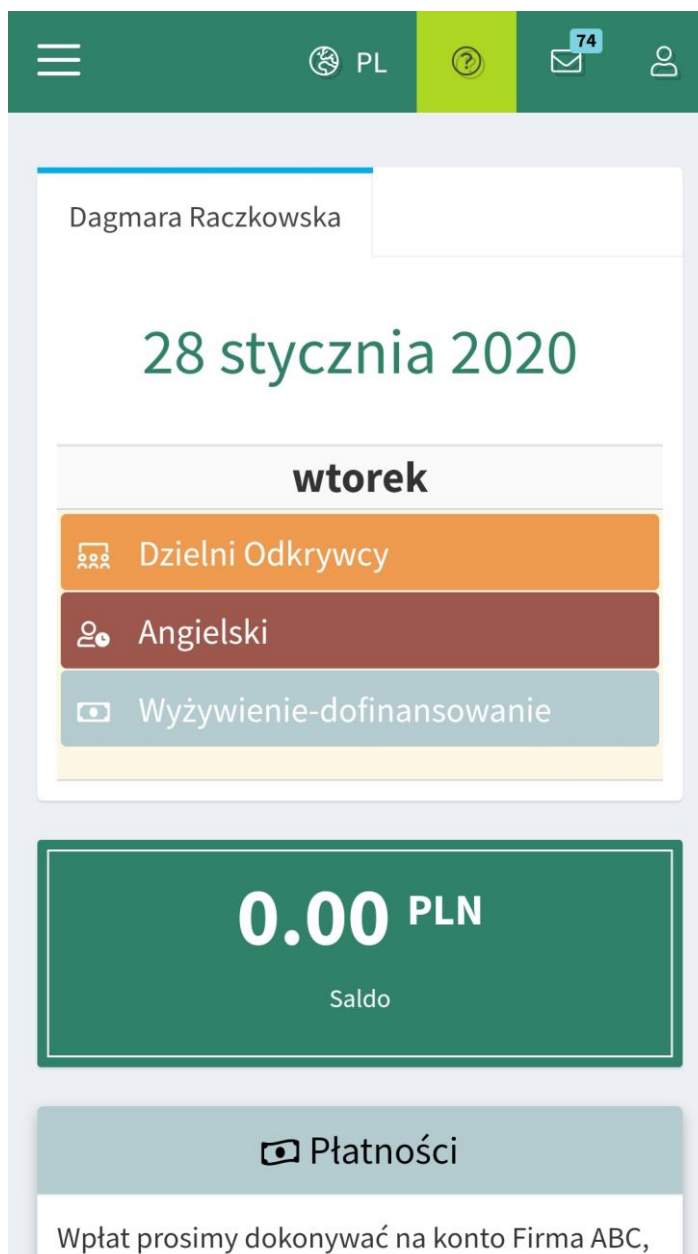 PL
?
74
Dagmara Raczkowska
28 stycznia 2020
wtorek
Dzielni Odkrywcy
Angielski
Wyżywienie-dofinansowanie
0.00 PLN
Saldo
Płatności
Wpłat prosimy dokonywać na konto Firma ABC,